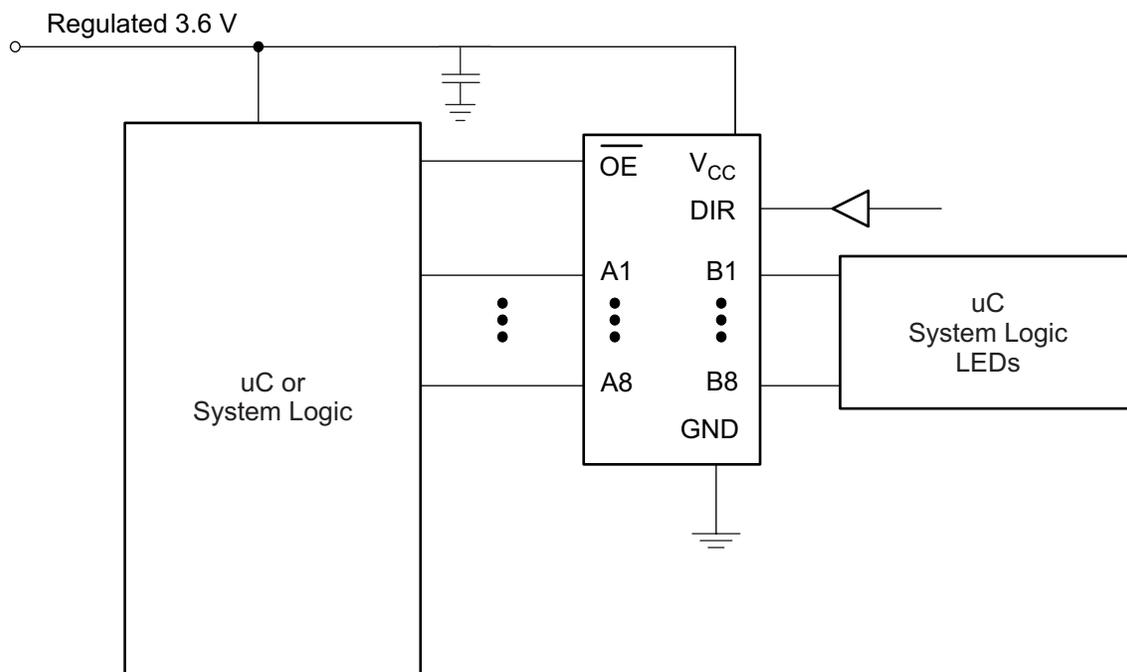 Regulated 3.6 V
OE
VCC
DIR
A1
B1
uC or
System Logic
A8
B8
GND
uC
System Logic
LEDs